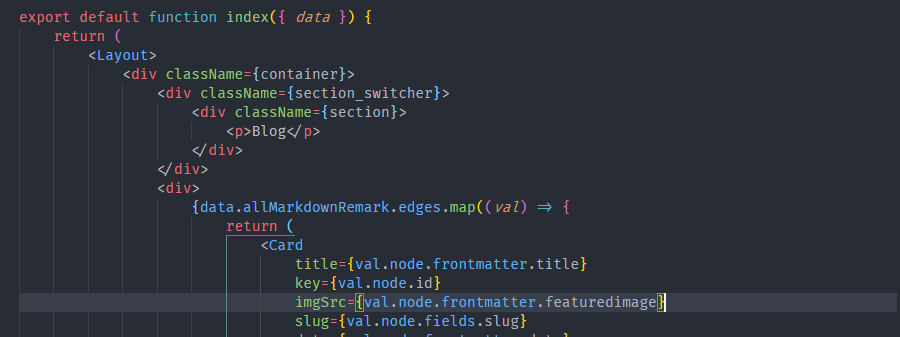 export default function index({ data }) {
return (
<Layout>
<div className={container}>
<div className={section_switcher}>
<div className={section}>
<p>Blog</p>
</div>
</div>
<div>
{data.allMarkdownRemark.edges.map((val) => {
return (
<Card
title={val.node.frontmatter.title}
key={val.node.id}
imgSrc={val.node.frontmatter.featuredimage}
slug={val.node.fields.slug}